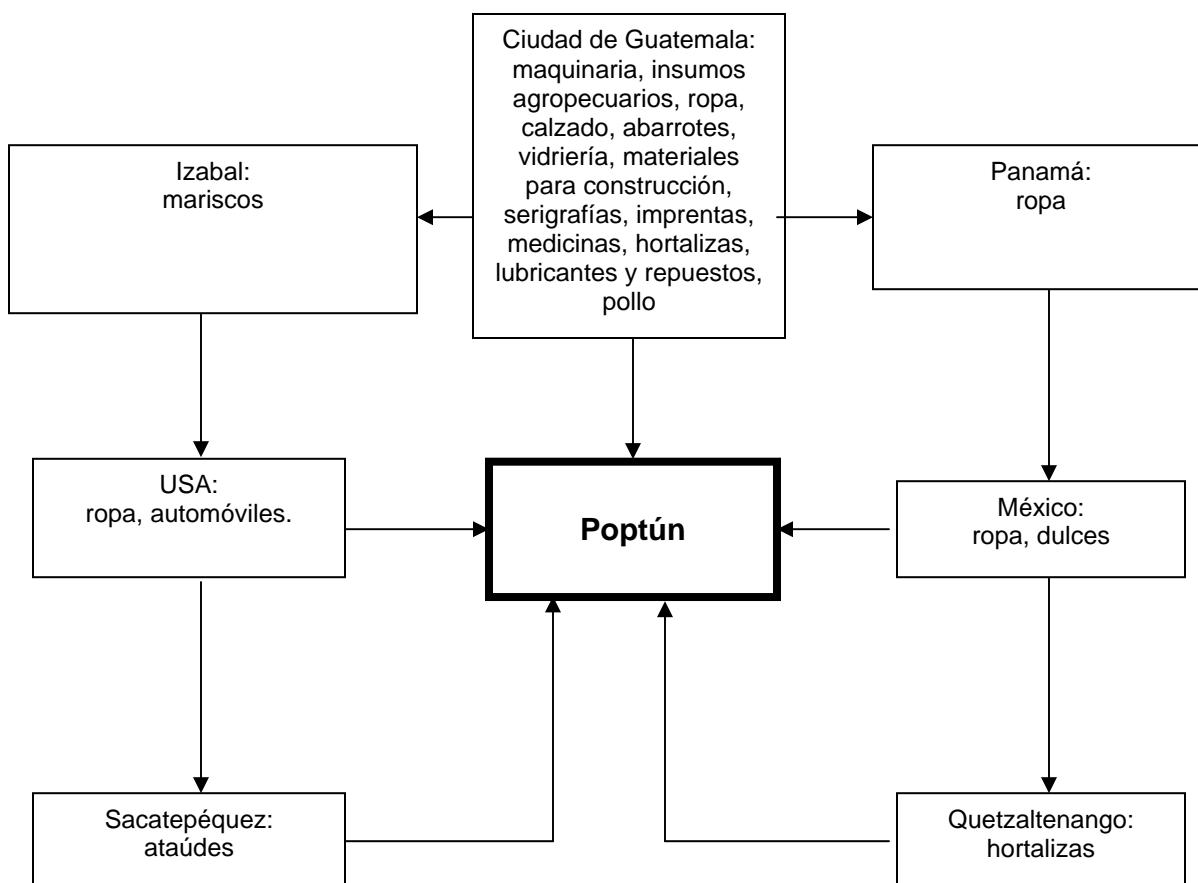 Ciudad de Guatemala:
maquinaria, insumos
agropecuarios, ropa,
calzado, abarrotes,
vidriería, materiales
para construcción,
serigrafías, imprentas,
medicinas, hortalizas,
lubricantes y repuestos,
pollo
Izabal:
mariscos
Panamá:
ropa
USA:
ropa, automóviles.
Poptún
México:
ropa, dulces
Sacatepéquez:
ataúdes
Quetzaltenango:
hortalizas